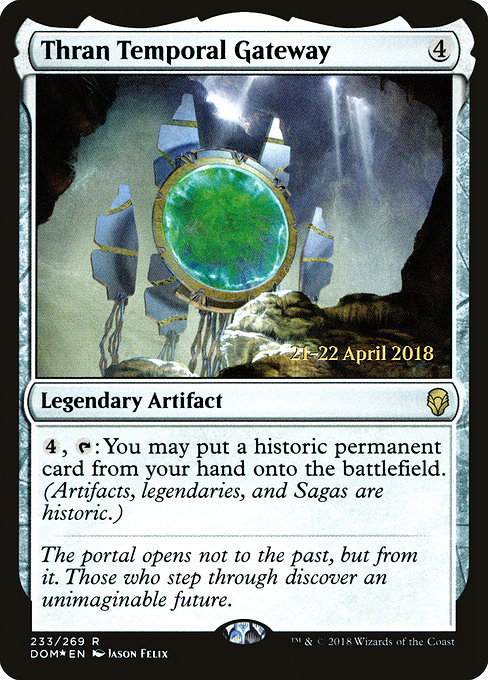 Thran Temporal Gateway 4
21–22 April 2018
Legendary Artifact
4, : You may put a historic permanent
card from your hand onto the battlefield.
(Artifacts, legendaries, and Sagas are
historic.)
The portal opens not to the past, but from
it. Those who step through discover an
unimaginable future.
233/269 R
DOM★EN Jason Felix
™ & © 2018 Wizards of the Coast